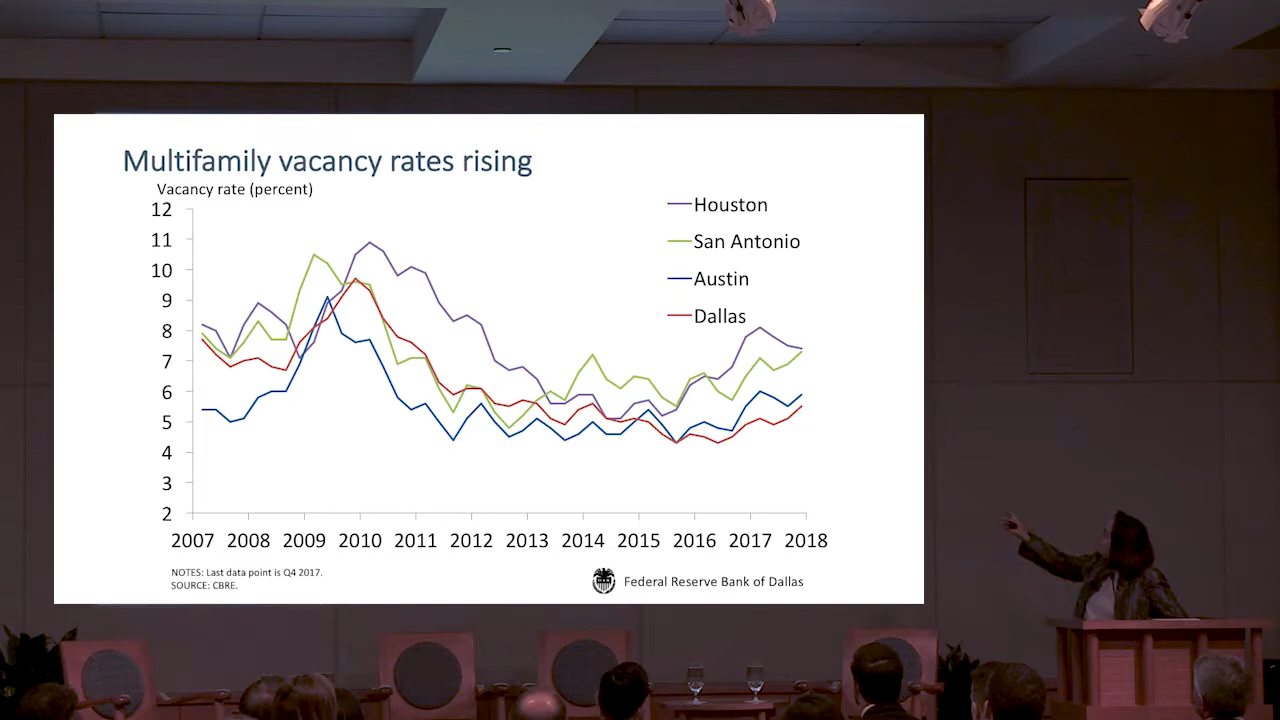 Multifamily vacancy rates rising
Vacancy rate (percent)
12
11
10
9
8
7
6
5
4
3
2
Houston
San Antonio
Austin
Dallas
2007 2008 2009 2010 2011 2012 2013 2014 2015 2016 2017 2018
NOTES: Last data point is Q4 2017.
SOURCE: CBRE.
Federal Reserve Bank of Dallas